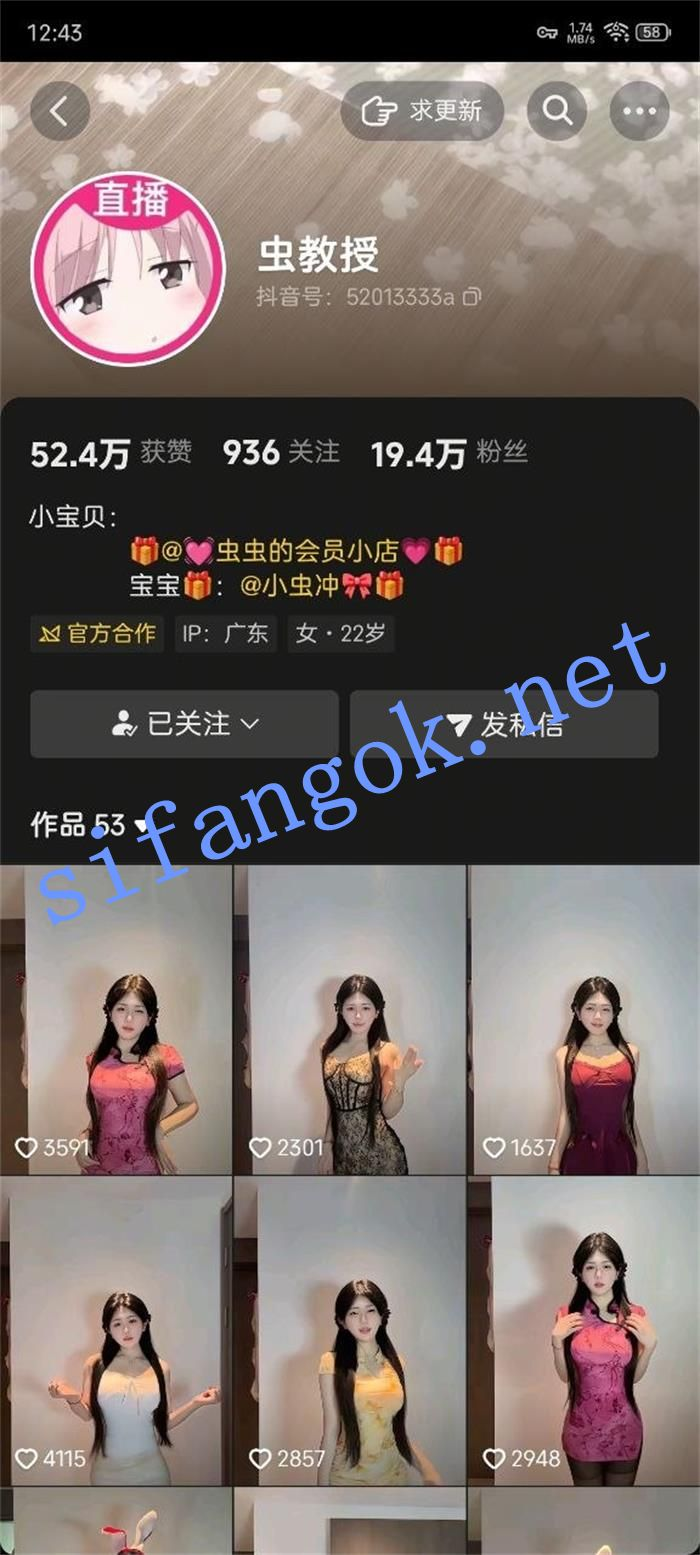 12:43
1.74
MB/s
58
求更新
直播
虫教授
抖音号：52013333a
52.4万 获赞 936 关注 19.4万 粉丝
小宝贝：
🎁@💓虫虫的会员小店💗🎁
宝宝🎁：@小虫冲🎀🎁
官方合作 IP：广东 女·22岁
已关注 发私信
sifangok.net
作品 53
3591 2301 1637
4115 2857 2948